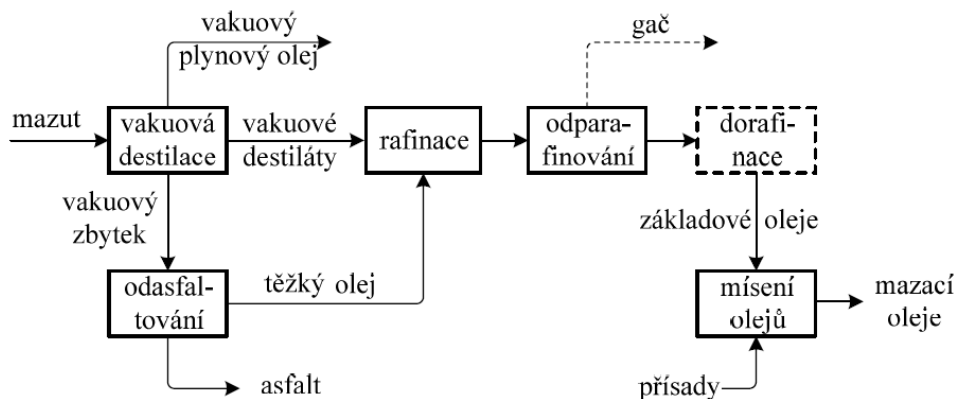 vakuový
plynový olej
gač
mazut
vakuová
destilace
vakuové
destiláty
rafinace
odpara-
finování
dorafi-
nace
vakuový
zbytek
základové oleje
odasfal-
tování
těžký olej
mísení
olejů
mazací
oleje
asfalt
přísady